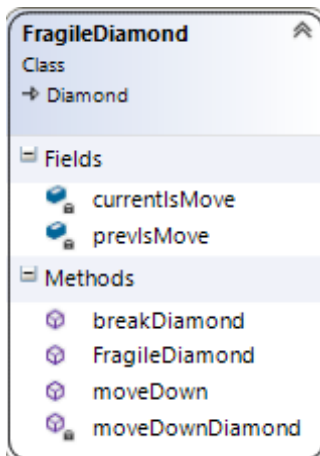 FragileDiamond
Class
Diamond
Fields
currentIsMove
prevIsMove
Methods
breakDiamond
FragileDiamond
moveDown
moveDownDiamond